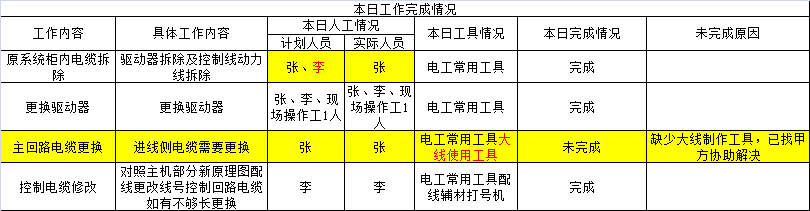 本日工作完成情况
工作内容 具体工作内容 本日人工情况 本日工具情况 本日完成情况 未完成原因
计划人员 实际人员
原系统柜内电缆拆
除
驱动器拆除及控制线动力
线拆除
张、李 张 电工常用工具 完成
更换驱动器 更换驱动器
张、李、现
场操作工1人
张、李、现
场操作工1
人
电工常用工具 完成
主回路电缆更换 进线侧电缆需要更换 张 张
电工常用工具大
线使用工具
未完成
缺少大线制作工具，已找甲
方协助解决
控制电缆修改
对照主机部分新原理图配
线更改线号控制回路电缆
如有不够长更换
李 李
电工常用工具配
线辅材打号机
完成